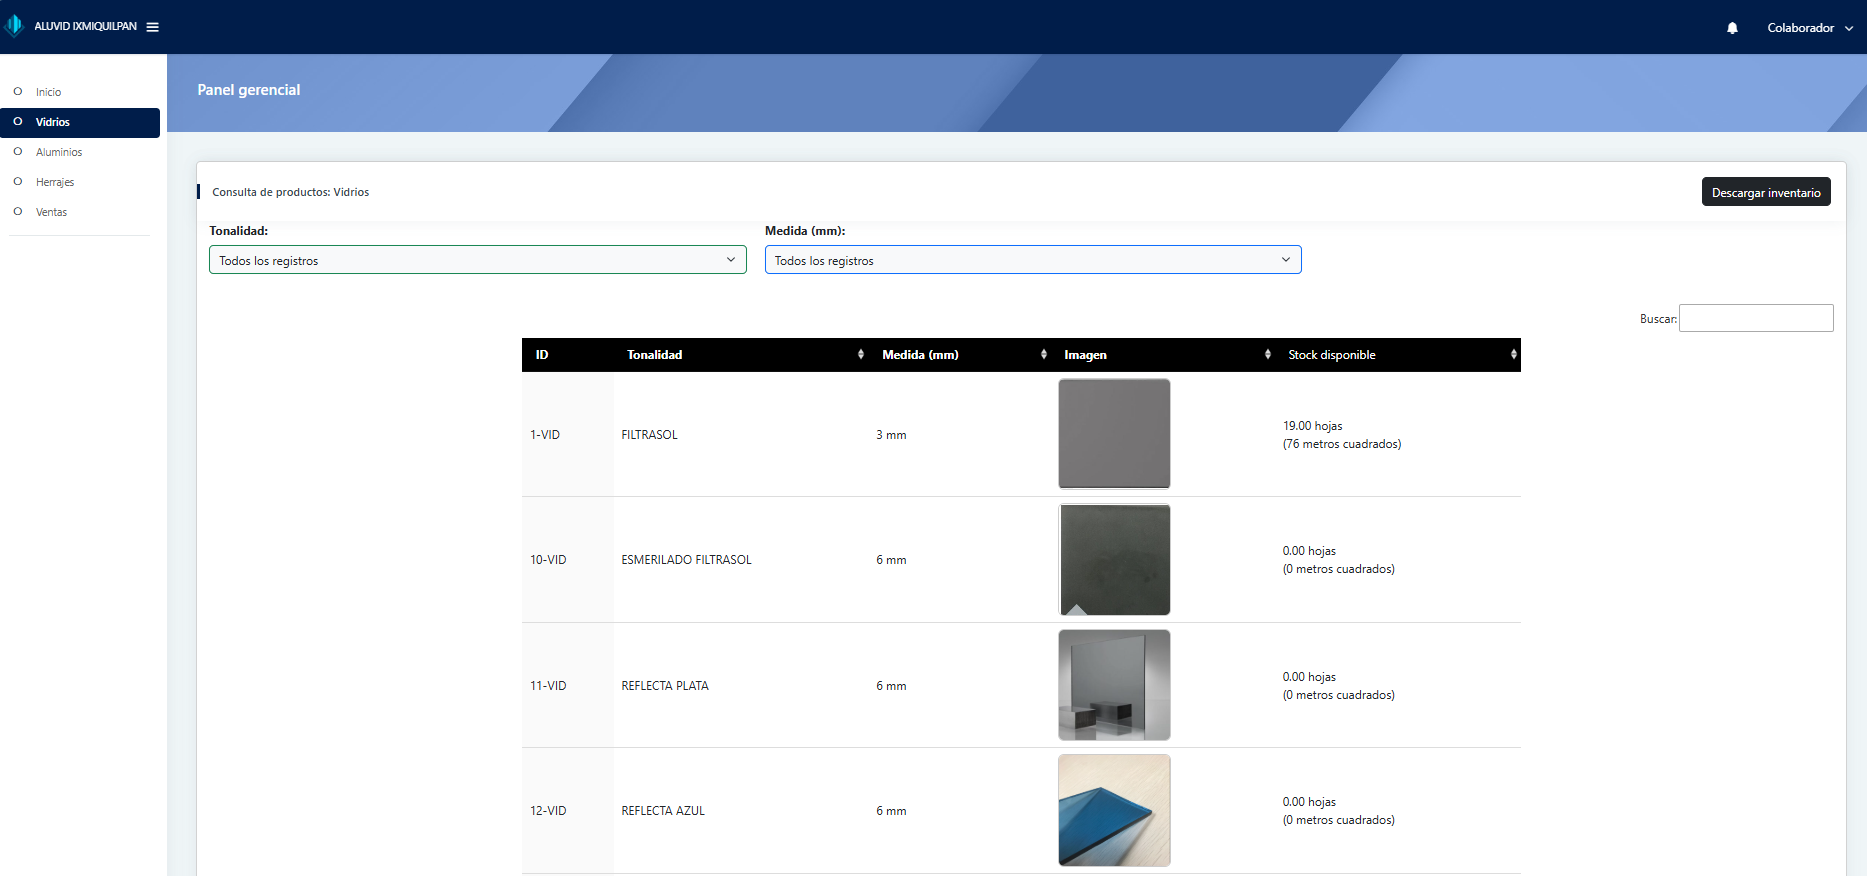 ALUVID IXMIQUILPAN
Colaborador
Inicio
Vidrios
Aluminios
Herrajes
Ventas
Panel gerencial
Consulta de productos: Vidrios
Descargar inventario
Tonalidad:
Medida (mm):
Todos los registros
Todos los registros
Buscar:
ID Tonalidad Medida (mm) Imagen Stock disponible
1-VID FILTRASOL 3 mm 19.00 hojas
(76 metros cuadrados)
10-VID ESMERILADO FILTRASOL 6 mm 0.00 hojas
(0 metros cuadrados)
11-VID REFLECTA PLATA 6 mm 0.00 hojas
(0 metros cuadrados)
12-VID REFLECTA AZUL 6 mm 0.00 hojas
(0 metros cuadrados)